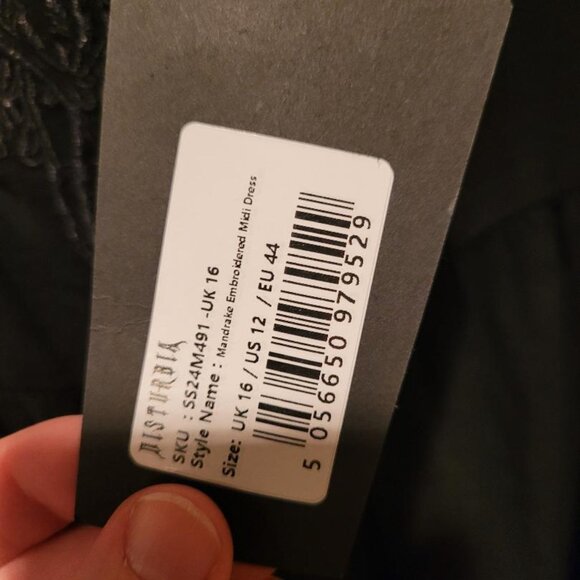 DISTURBIA
SKU : SS24M491 -UK 16
Style Name : Mandrake Embroidered Midi Dress
Size: UK 16 / US 12 / EU 44
5 056650 979529